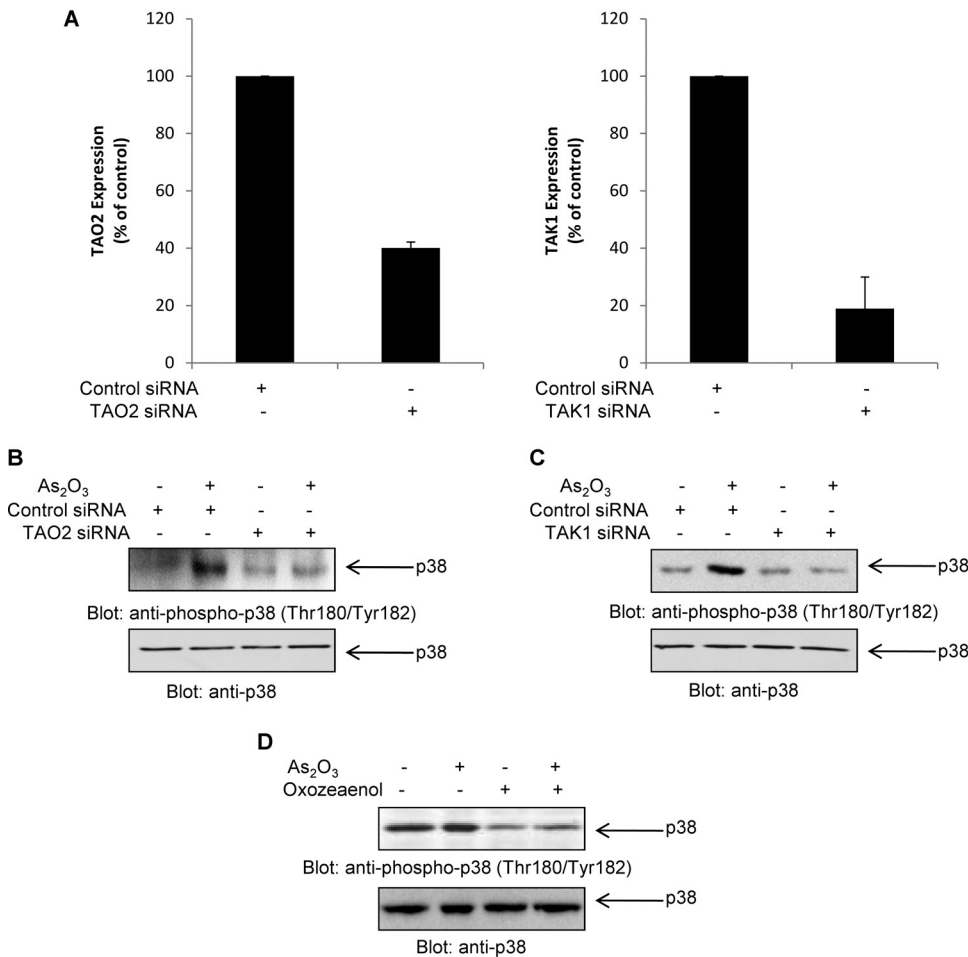 A
120
100
80
60
40
20
0
TAO2 Expression
(% of control)
Control siRNA + -
TAO2 siRNA - +
120
100
80
60
40
20
0
TAK1 Expression
(% of control)
Control siRNA + -
TAK1 siRNA - +
B
As₂O₃ - + - +
Control siRNA + + - -
TAO2 siRNA - - + +
p38
Blot: anti-phospho-p38 (Thr180/Tyr182)
p38
Blot: anti-p38
C
As₂O₃ - + - +
Control siRNA + + - -
TAK1 siRNA - - + +
p38
Blot: anti-phospho-p38 (Thr180/Tyr182)
p38
Blot: anti-p38
D
As₂O₃ - + - +
Oxozeaenol - - + +
p38
Blot: anti-phospho-p38 (Thr180/Tyr182)
p38
Blot: anti-p38